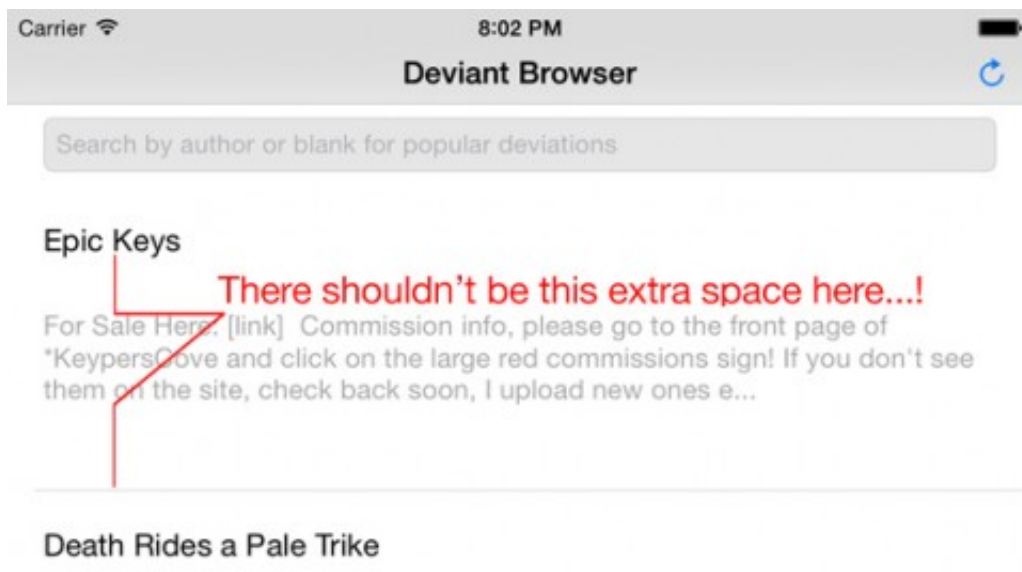 Carrier 8:02 PM
Deviant Browser
Search by author or blank for popular deviations
Epic Keys
There shouldn't be this extra space here...!
For Sale Here: [link]  Commission info, please go to the front page of
*KeypersCove and click on the large red commissions sign! If you don't see
them on the site, check back soon, I upload new ones e...
Death Rides a Pale Trike